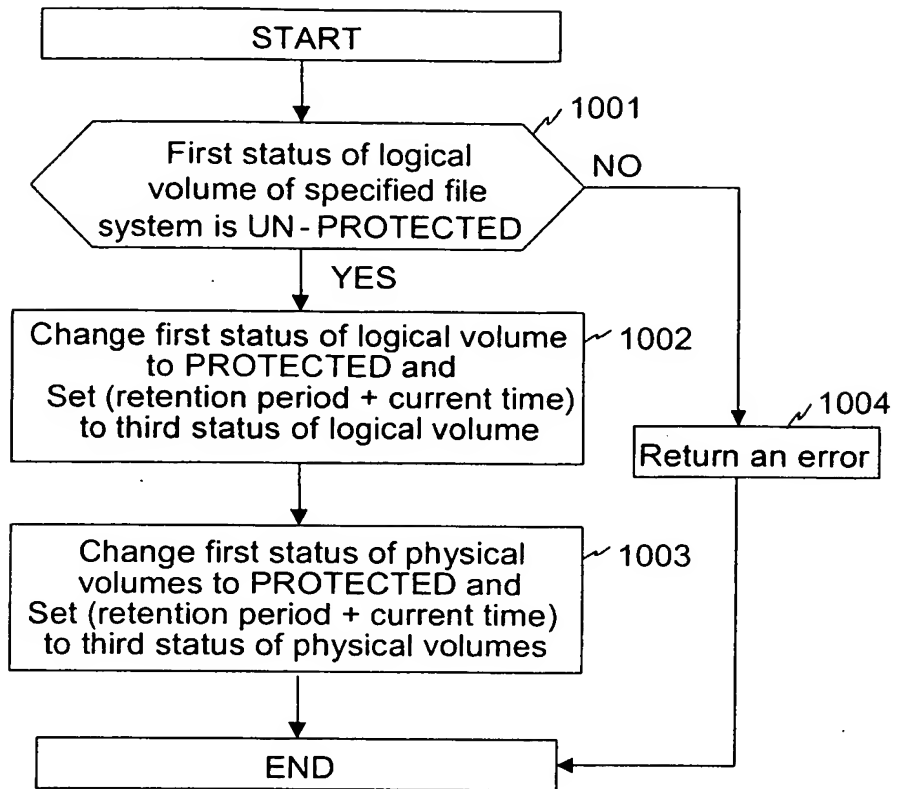 START
1001
First status of logical
volume of specified file
system is UN-PROTECTED
NO
YES
Change first status of logical volume
to PROTECTED and
Set (retention period + current time)
to third status of logical volume
1002
1004
Return an error
Change first status of physical
volumes to PROTECTED and
Set (retention period + current time)
to third status of physical volumes
1003
END